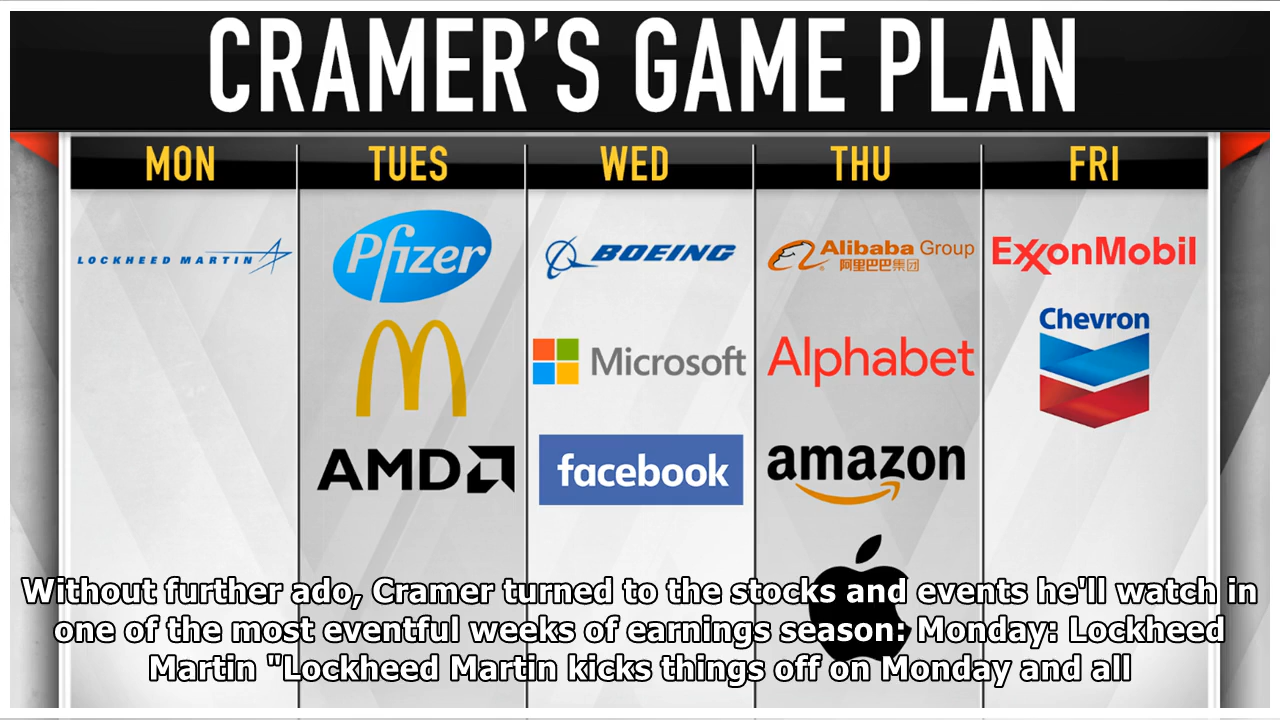 CRAMER'S GAME PLAN
MON TUES WED THU FRI
LOCKHEED MARTIN
Pfizer
AMD
BOEING
Microsoft
facebook
Alibaba Group
阿里巴巴集团
Alphabet
amazon
ExxonMobil
Chevron
Without further ado, Cramer turned to the stocks and events he'll watch in
one of the most eventful weeks of earnings season: Monday: Lockheed
Martin "Lockheed Martin kicks things off on Monday and all